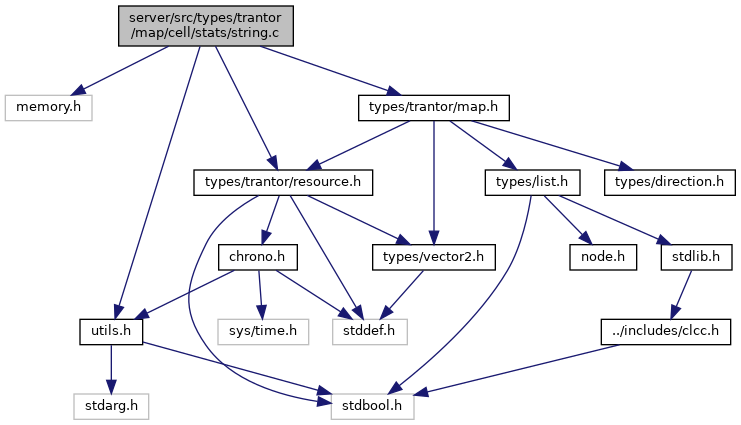 server/src/types/trantor
/map/cell/stats/string.c
memory.h
types/trantor/map.h
types/trantor/resource.h
types/list.h
types/direction.h
chrono.h
types/vector2.h
node.h
stdlib.h
utils.h
sys/time.h
stddef.h
../includes/clcc.h
stdarg.h
stdbool.h